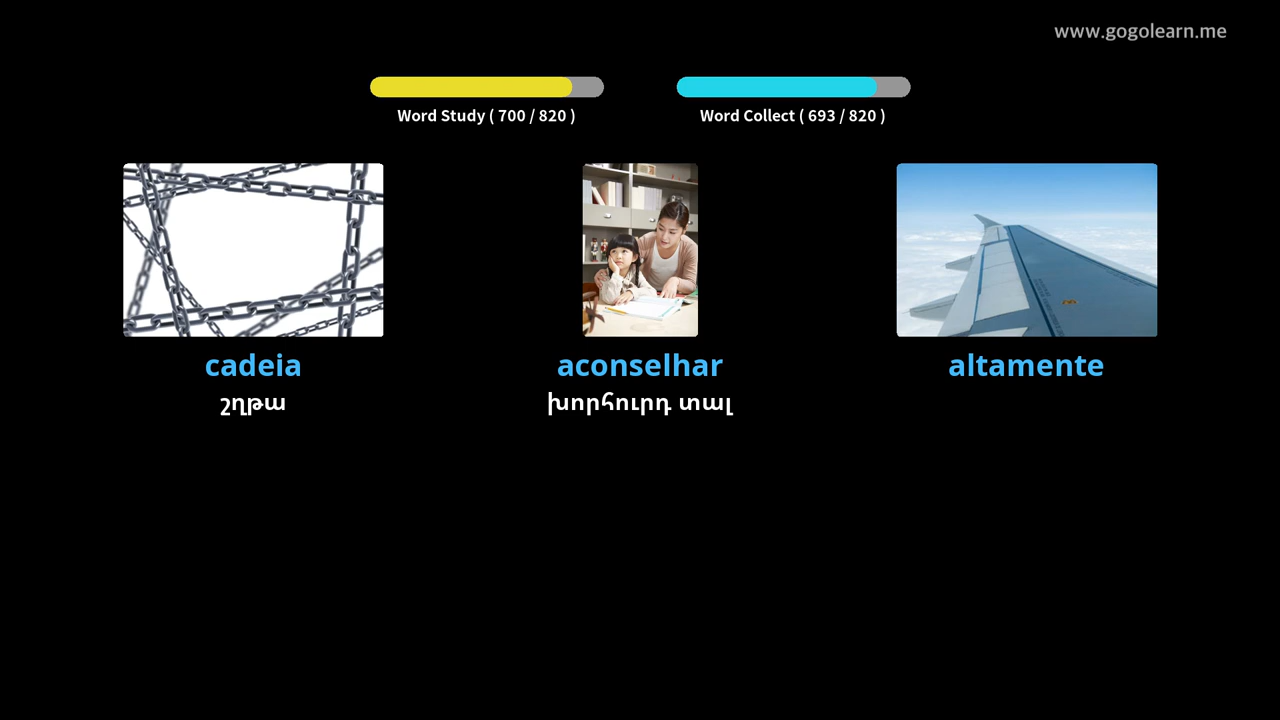 www.gogolearn.me
Word Study ( 700 / 820 )
Word Collect ( 693 / 820 )
cadeia
շղթա
aconselhar
խորհուրդ տալ
altamente